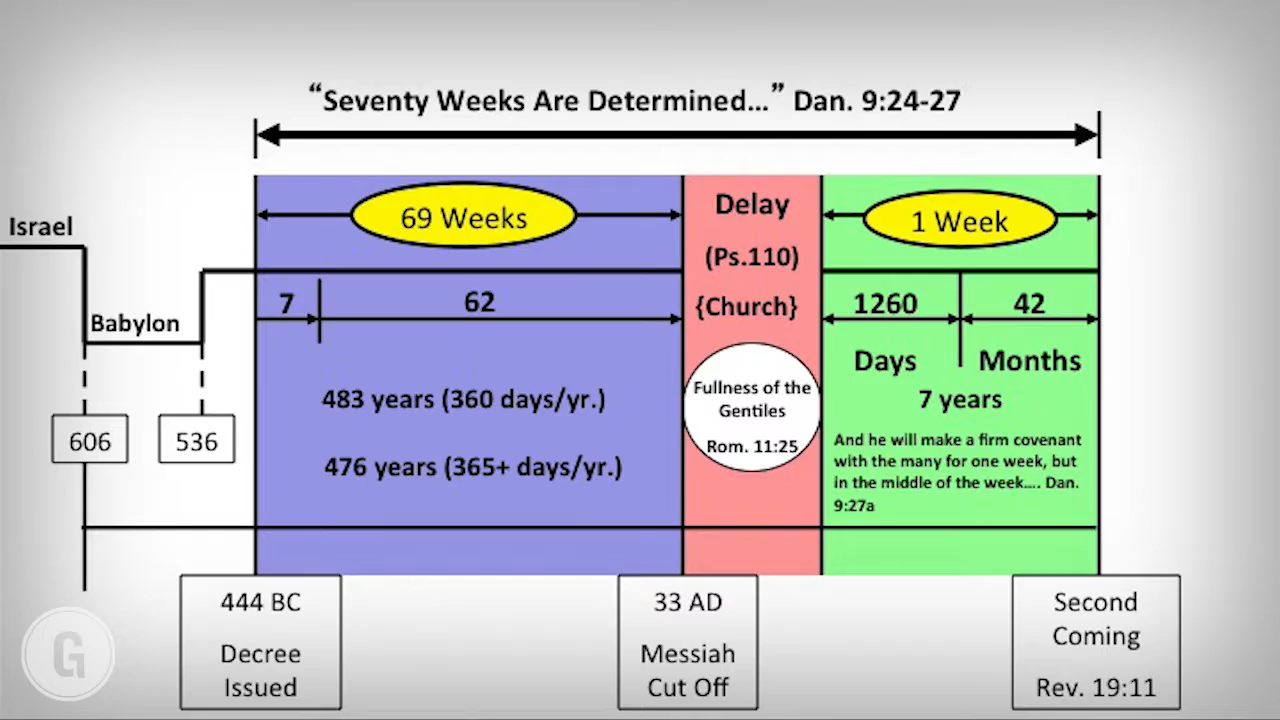 “Seventy Weeks Are Determined…” Dan. 9:24-27
69 Weeks
Delay
1 Week
Israel
(Ps.110)
7
62
{Church}
1260
42
Babylon
Days
Months
Fullness of the
Gentiles
Rom. 11:25
483 years (360 days/yr.)
7 years
606
536
476 years (365+ days/yr.)
And he will make a firm covenant
with the many for one week, but
in the middle of the week…. Dan.
9:27a
444 BC
Decree
Issued
33 AD
Messiah
Cut Off
Second
Coming
Rev. 19:11
G